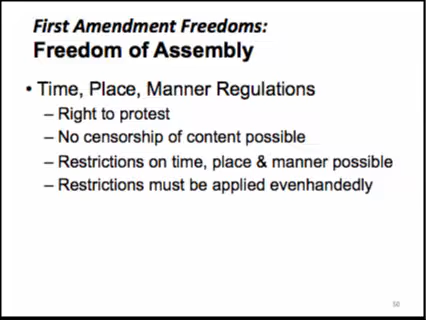 First Amendment Freedoms:
Freedom of Assembly
• Time, Place, Manner Regulations
– Right to protest
– No censorship of content possible
– Restrictions on time, place & manner possible
– Restrictions must be applied evenhandedly